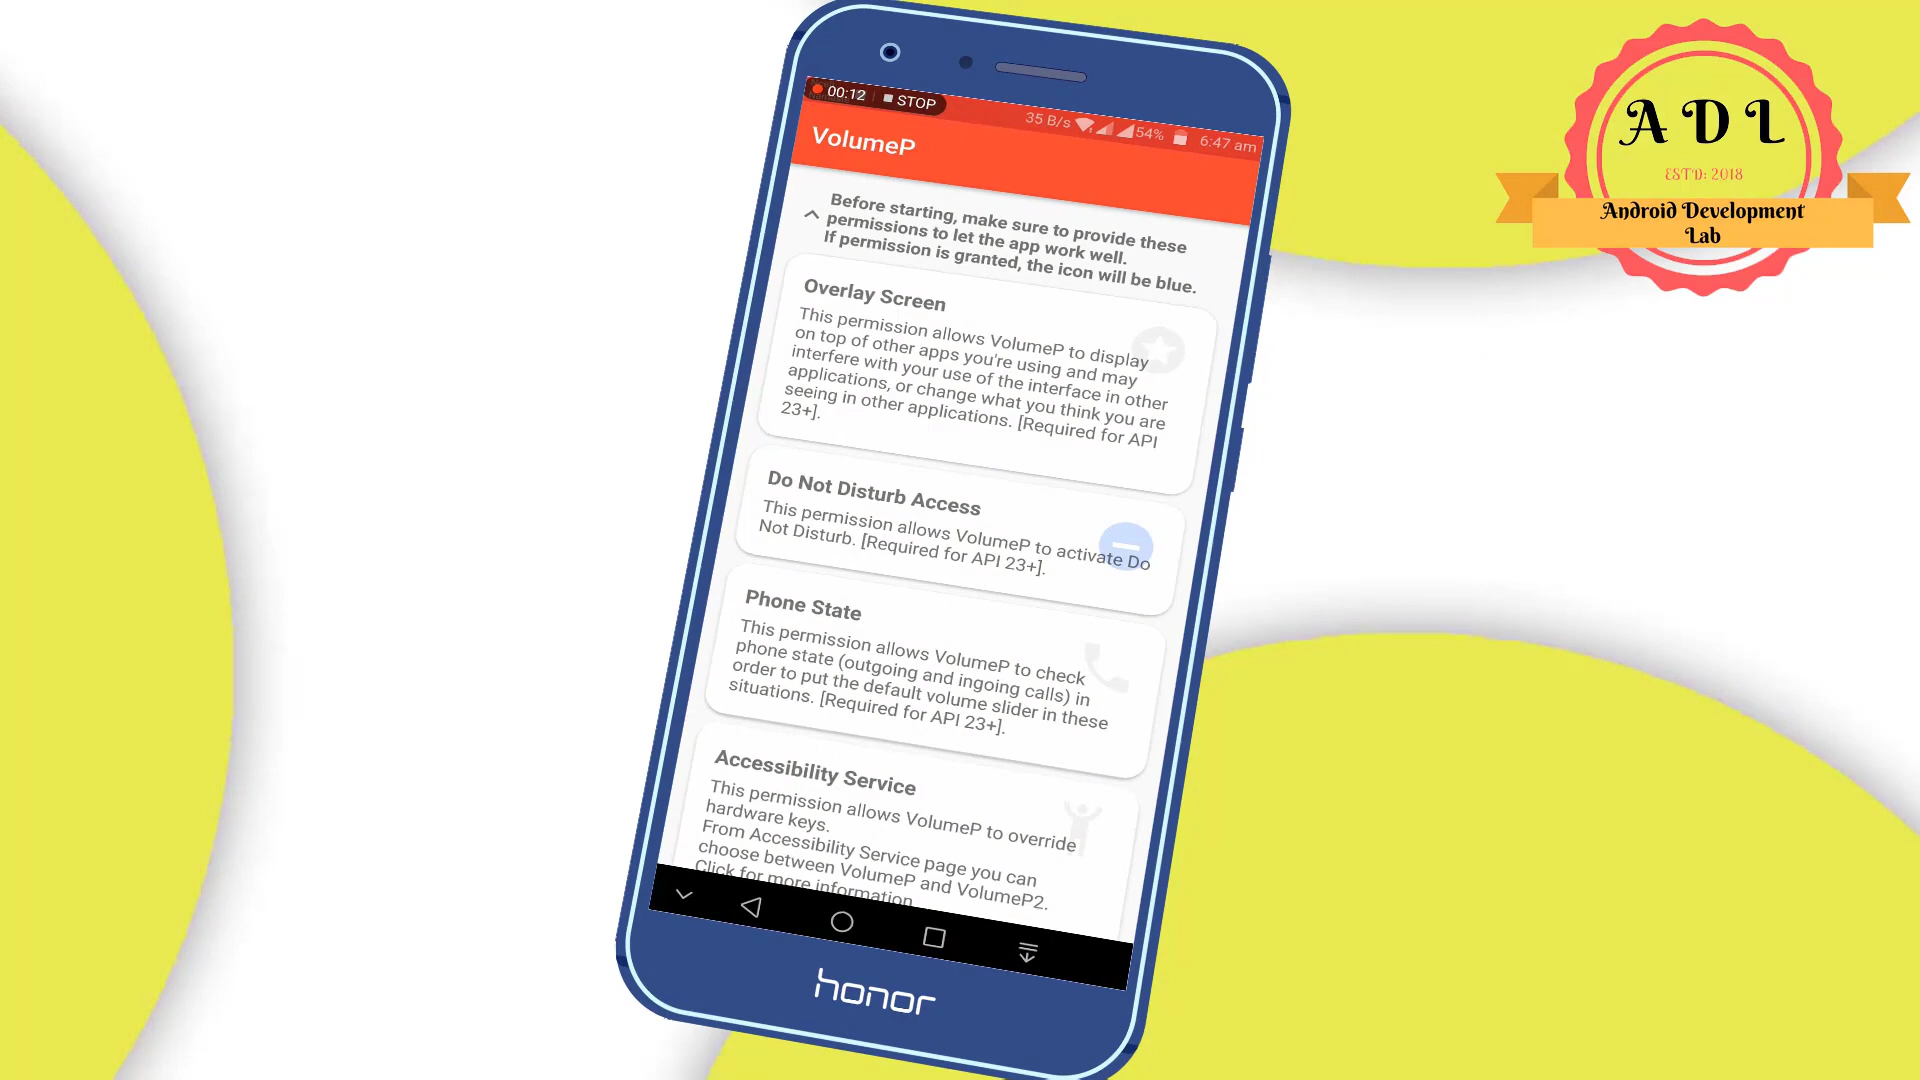 00:12 STOP
35 B/s 54% 6:47 am
VolumeP
Before starting, make sure to provide these
permissions to let the app work well.
If permission is granted, the icon will be blue.
Overlay Screen
This permission allows VolumeP to display
on top of other apps you're using and may
interfere with your use of the interface in other
applications, or change what you think you are
seeing in other applications. [Required for API
23+].
Do Not Disturb Access
This permission allows VolumeP to activate Do
Not Disturb. [Required for API 23+].
Phone State
This permission allows VolumeP to check
phone state (outgoing and ingoing calls) in
order to put the default volume slider in these
situations. [Required for API 23+].
Accessibility Service
This permission allows VolumeP to override
hardware keys.
From Accessibility Service page you can
choose between VolumeP and VolumeP2.
Click for more information
honor
ADL
ESTD: 2018
Android Development
Lab